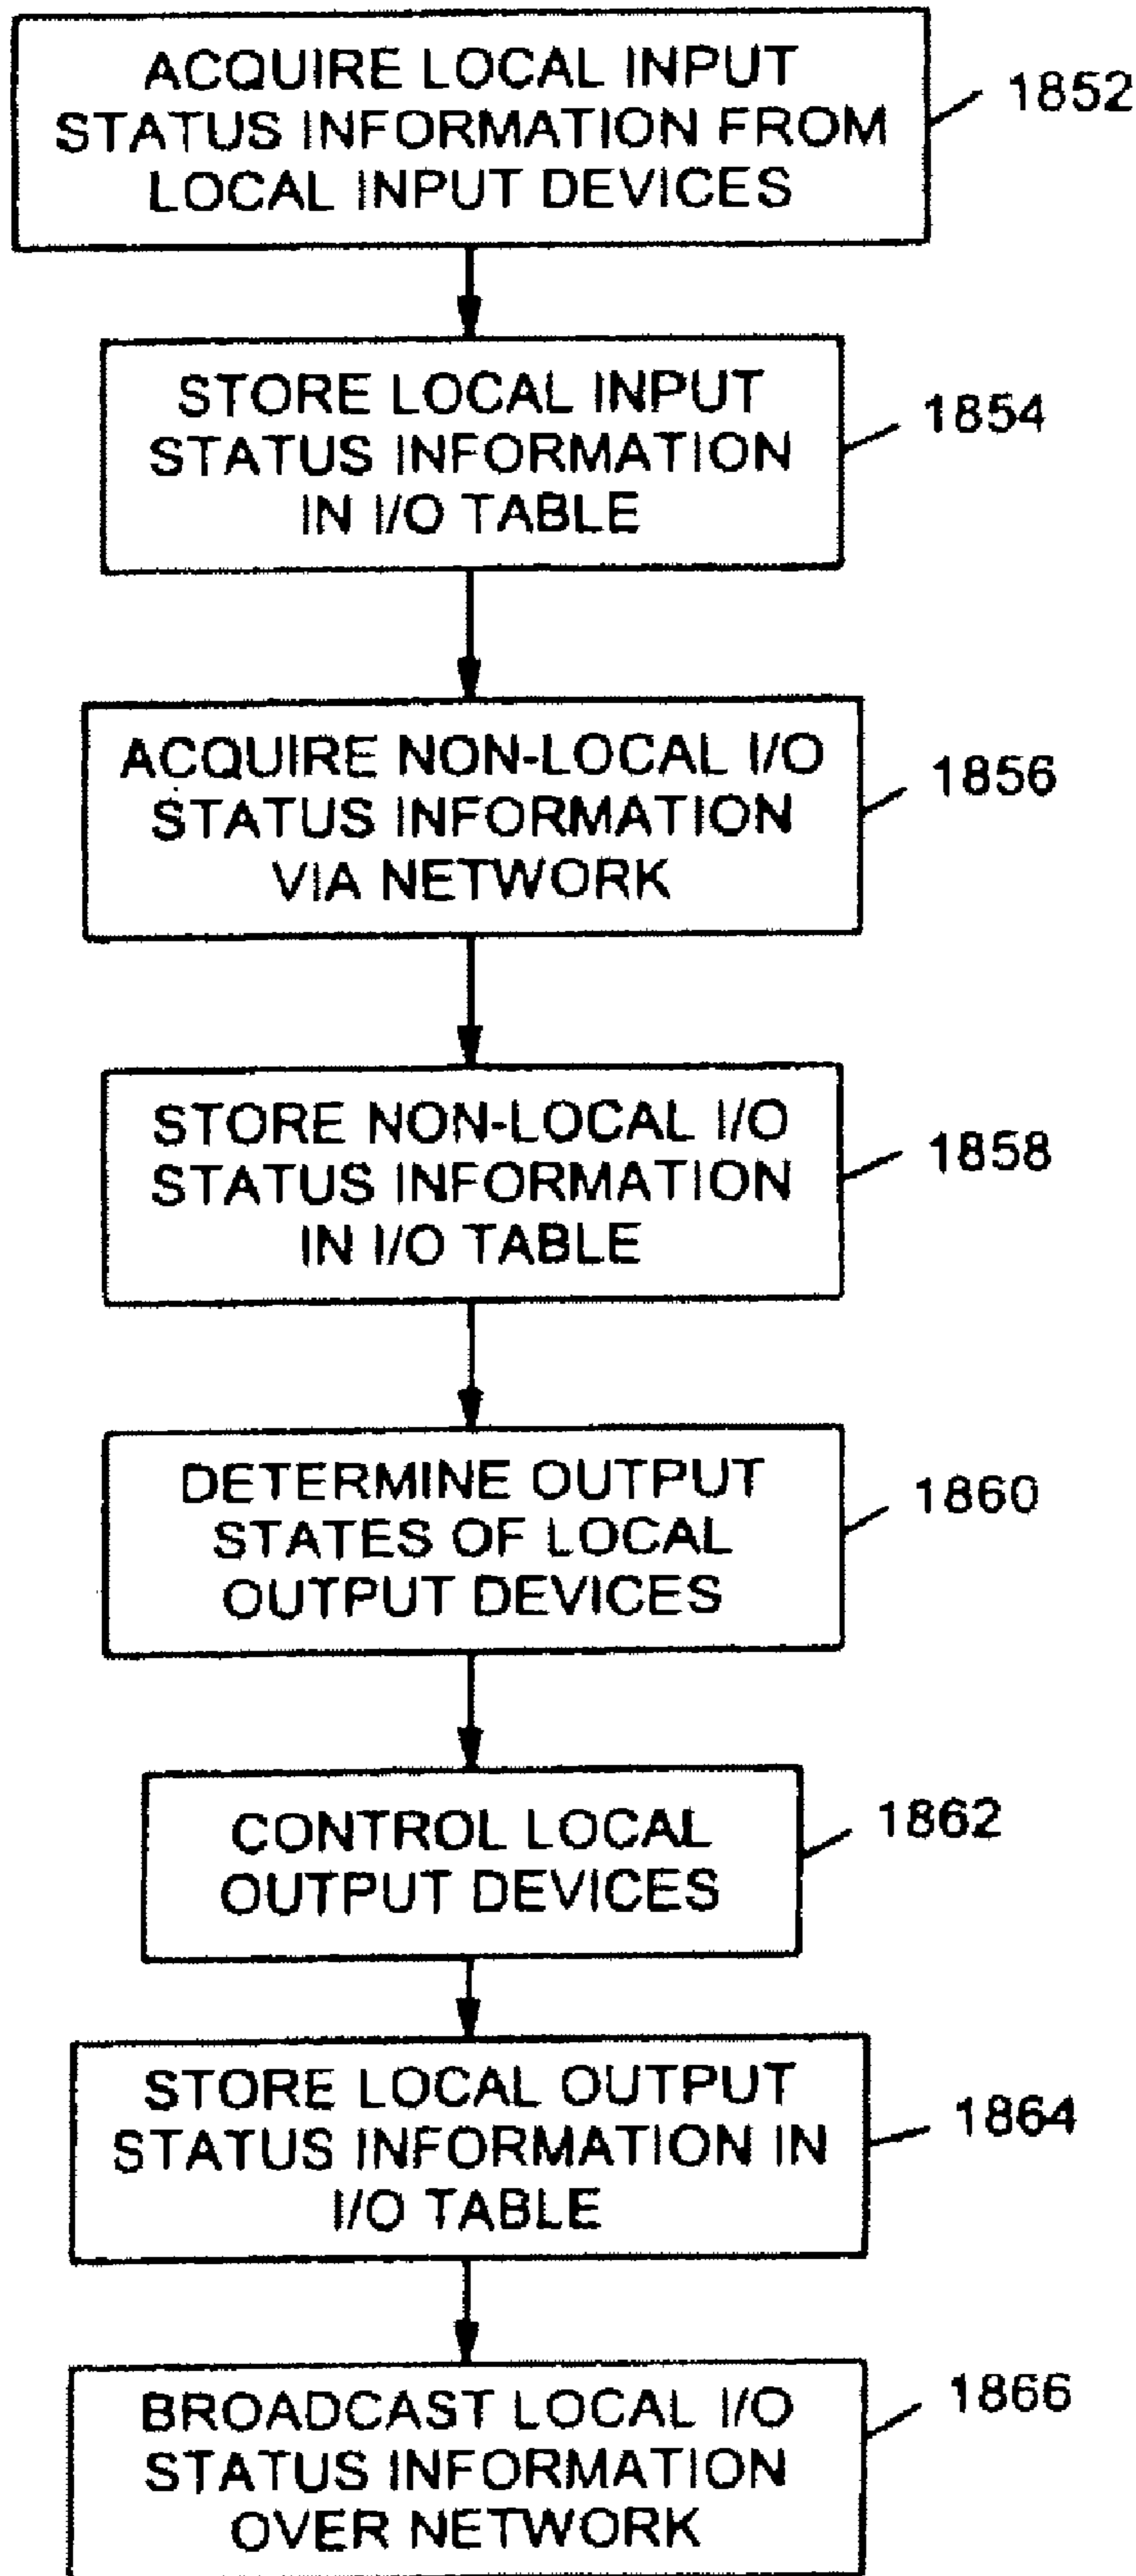 ACQUIRE LOCAL INPUT
STATUS INFORMATION FROM
LOCAL INPUT DEVICES
1852
STORE LOCAL INPUT
STATUS INFORMATION
IN I/O TABLE
1854
ACQUIRE NON-LOCAL I/O
STATUS INFORMATION
VIA NETWORK
1856
STORE NON-LOCAL I/O
STATUS INFORMATION
IN I/O TABLE
1858
DETERMINE OUTPUT
STATES OF LOCAL
OUTPUT DEVICES
1860
CONTROL LOCAL
OUTPUT DEVICES
1862
STORE LOCAL OUTPUT
STATUS INFORMATION IN
I/O TABLE
1864
BROADCAST LOCAL I/O
STATUS INFORMATION
OVER NETWORK
1866